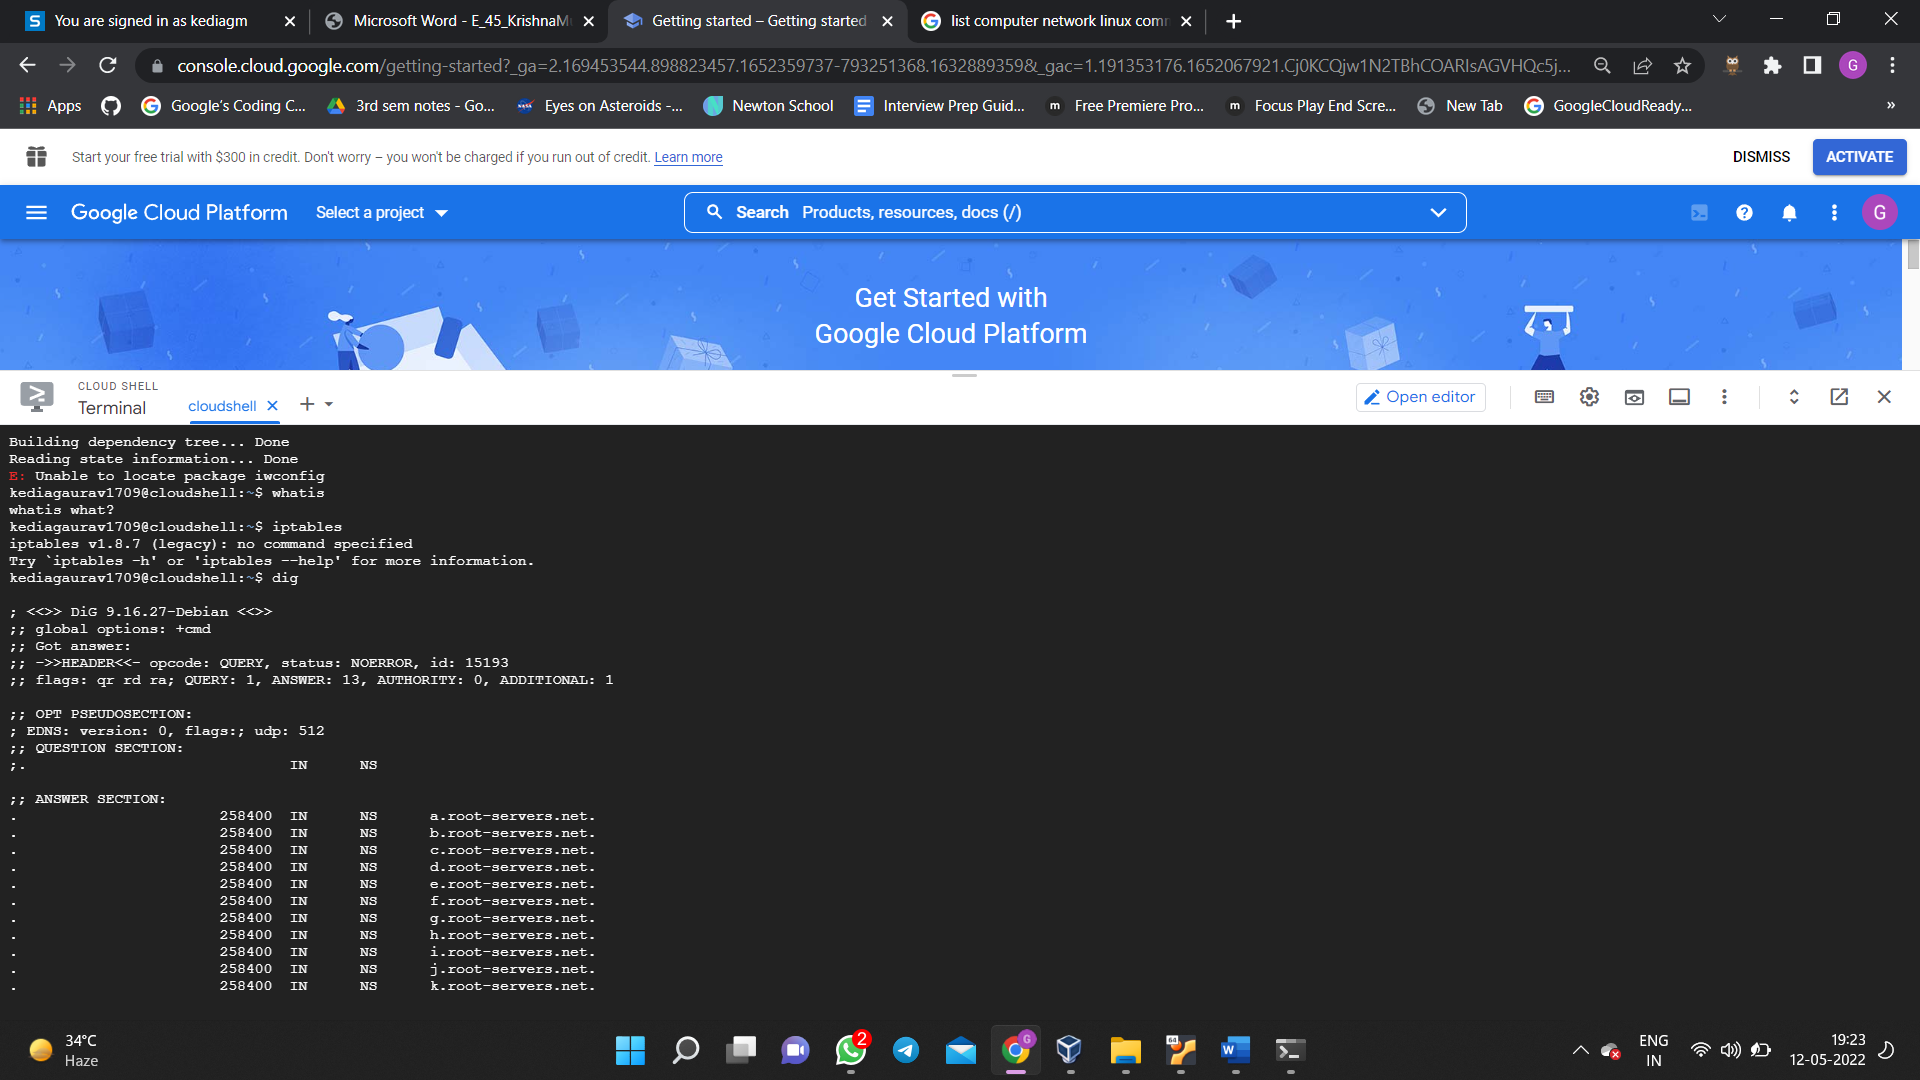 You are signed in as kediagm
Microsoft Word - E_45_KrishnaM
Getting started – Getting started
list computer network linux com
console.cloud.google.com/getting-started?_ga=2.169453544.898823457.1652359737-793251368.1632889359&_gac=1.191353176.1652067921.Cj0KCQjw1N2TBhCOARIsAGVHQc5j...
G
Apps
Google's Coding C...
3rd sem notes - Go...
Eyes on Asteroids -...
Newton School
Interview Prep Guid...
m Free Premiere Pro...
m Focus Play End Scre...
New Tab
GoogleCloudReady...
»
Start your free trial with $300 in credit. Don't worry – you won't be charged if you run out of credit. Learn more
DISMISS
ACTIVATE
Google Cloud Platform
Select a project
Search Products, resources, docs (/)
G
Get Started with
Google Cloud Platform
CLOUD SHELL
Terminal
cloudshell
Open editor
Building dependency tree... Done
Reading state information... Done
E: Unable to locate package iwconfig
kediagaurav1709@cloudshell:~$ whatis
whatis what?
kediagaurav1709@cloudshell:~$ iptables
iptables v1.8.7 (legacy): no command specified
Try `iptables -h' or 'iptables --help' for more information.
kediagaurav1709@cloudshell:~$ dig
; <<>> DiG 9.16.27-Debian <<>>
;; global options: +cmd
;; Got answer:
;; ->>HEADER<<- opcode: QUERY, status: NOERROR, id: 15193
;; flags: qr rd ra; QUERY: 1, ANSWER: 13, AUTHORITY: 0, ADDITIONAL: 1
;; OPT PSEUDOSECTION:
; EDNS: version: 0, flags:; udp: 512
;; QUESTION SECTION:
;. IN NS
;; ANSWER SECTION:
. 258400 IN NS a.root-servers.net.
. 258400 IN NS b.root-servers.net.
. 258400 IN NS c.root-servers.net.
. 258400 IN NS d.root-servers.net.
. 258400 IN NS e.root-servers.net.
. 258400 IN NS f.root-servers.net.
. 258400 IN NS g.root-servers.net.
. 258400 IN NS h.root-servers.net.
. 258400 IN NS i.root-servers.net.
. 258400 IN NS j.root-servers.net.
. 258400 IN NS k.root-servers.net.
34°C
Haze
2
G
64
W
ENG
IN
19:23
12-05-2022